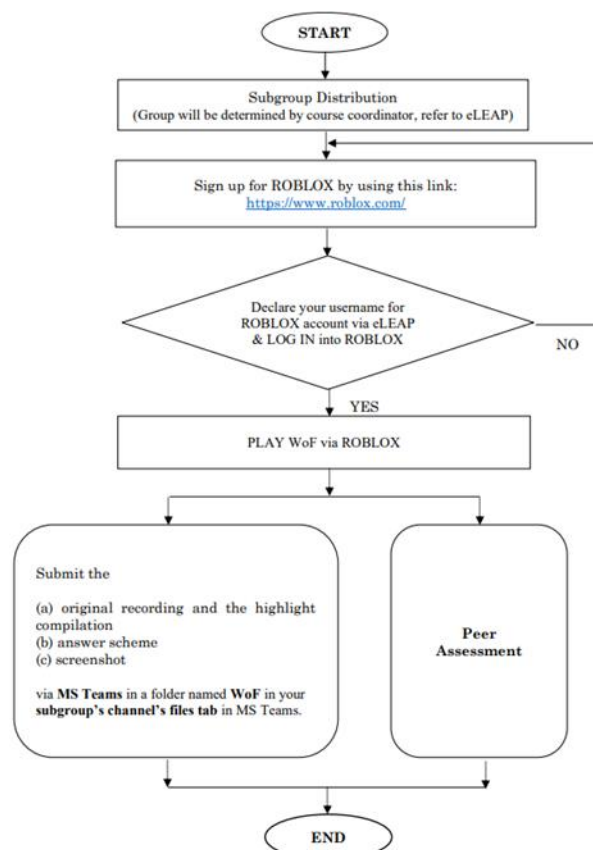 START
Subgroup Distribution
(Group will be determined by course coordinator, refer to eLEAP)
Sign up for ROBLOX by using this link:
https://www.roblox.com/
Declare your username for
ROBLOX account via eLEAP
& LOG IN into ROBLOX
NO
YES
PLAY WoF via ROBLOX
Submit the
(a) original recording and the highlight
compilation
(b) answer scheme
(c) screenshot
via MS Teams in a folder named WoF in your
subgroup's channel's files tab in MS Teams.
Peer
Assessment
END